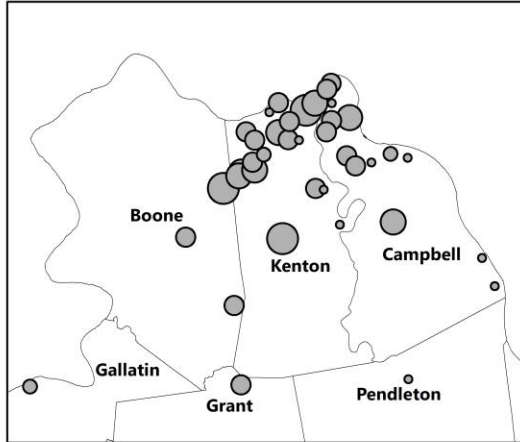 Boone
Kenton
Campbell
Gallatin
Grant
Pendleton